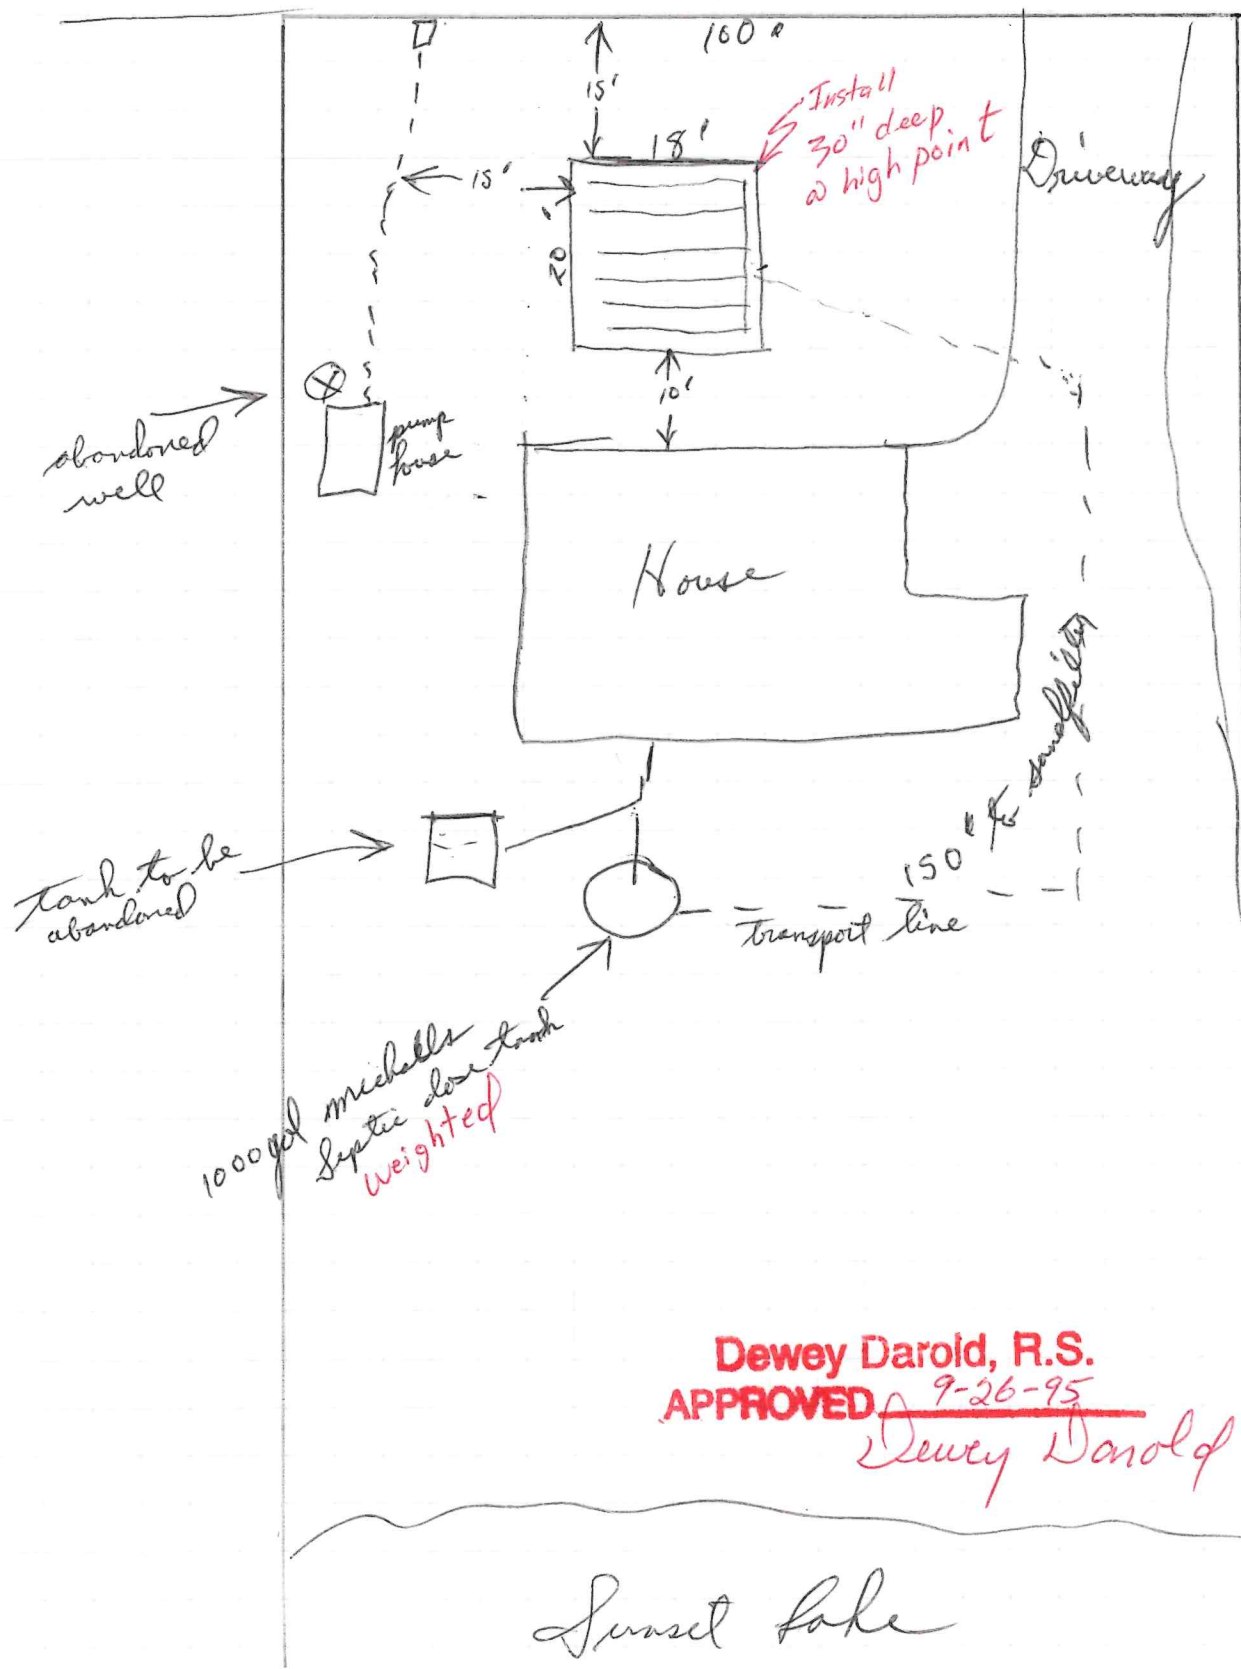 100'
15'
Install
30" deep
@ high point
18'
Driveway
15'
20'
10'
abandoned
well
pump
house
House
150' to sandfilter
tank to be
abandoned
transport line
1000 gal michells
Septic dose tank
weighted
Dewey Darold, R.S.
APPROVED 9-26-95
Dewey Darold
Sunset Lake